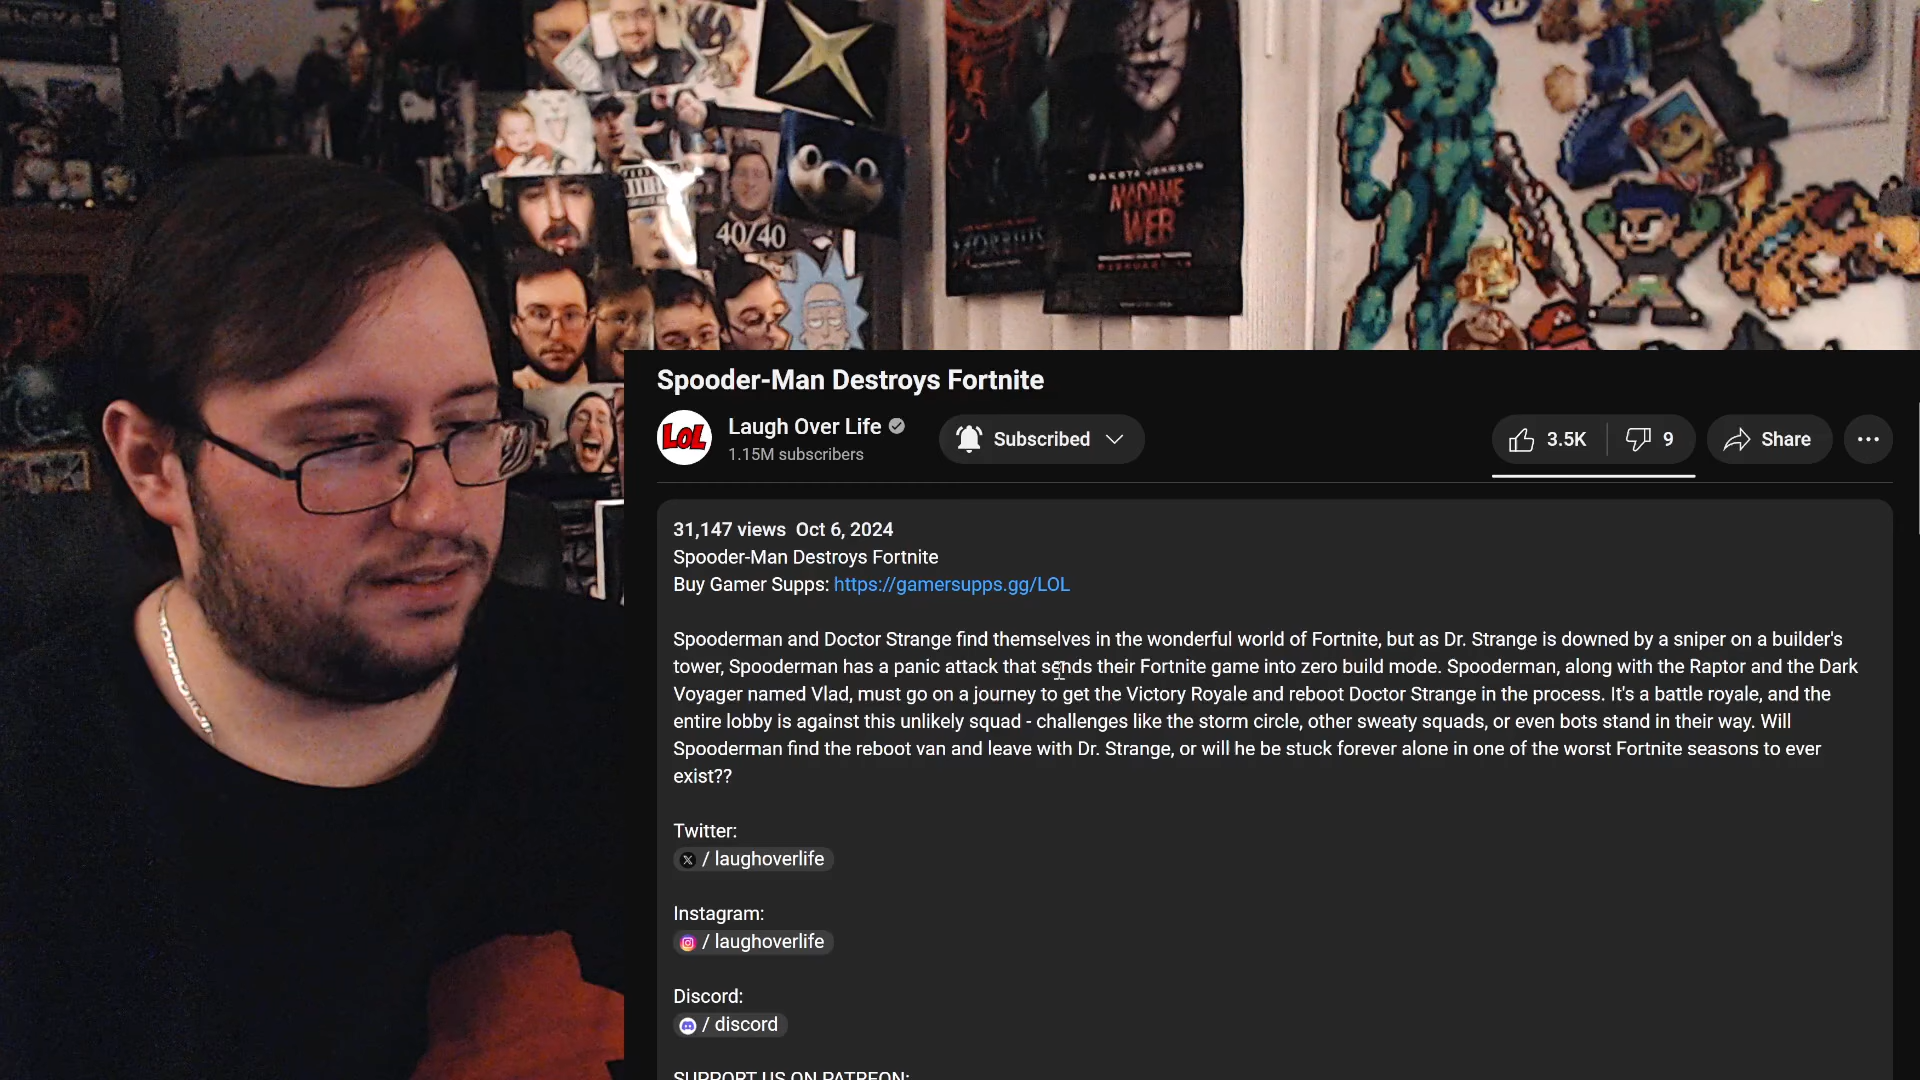 40/40
MORBIUS
DAKOTA JOHNSON
MADAME
WEB
Spooder-Man Destroys Fortnite
LOL
Laugh Over Life
1.15M subscribers
Subscribed
3.5K
9
Share
31,147 views Oct 6, 2024
Spooder-Man Destroys Fortnite
Buy Gamer Supps: https://gamersupps.gg/LOL
Spooderman and Doctor Strange find themselves in the wonderful world of Fortnite, but as Dr. Strange is downed by a sniper on a builder's
tower, Spooderman has a panic attack that sends their Fortnite game into zero build mode. Spooderman, along with the Raptor and the Dark
Voyager named Vlad, must go on a journey to get the Victory Royale and reboot Doctor Strange in the process. It's a battle royale, and the
entire lobby is against this unlikely squad - challenges like the storm circle, other sweaty squads, or even bots stand in their way. Will
Spooderman find the reboot van and leave with Dr. Strange, or will he be stuck forever alone in one of the worst Fortnite seasons to ever
exist??
Twitter:
/ laughoverlife
Instagram:
/ laughoverlife
Discord:
/ discord
SUPPORT US ON PATREON: